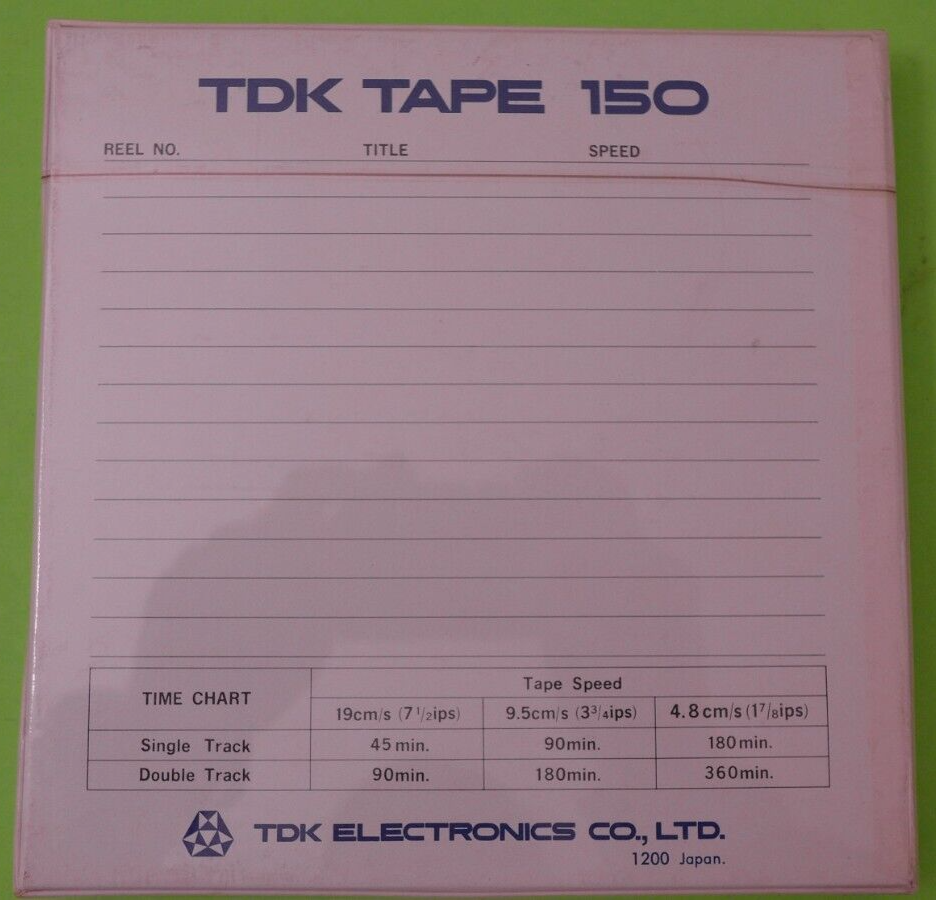 TDK TAPE 150
REEL NO. TITLE SPEED
TIME CHART Tape Speed
19cm/s (7 1/2ips) 9.5cm/s (3 3/4ips) 4.8cm/s (1 7/8ips)
Single Track 45min. 90min. 180min.
Double Track 90min. 180min. 360min.
TDK ELECTRONICS CO., LTD.
1200 Japan.